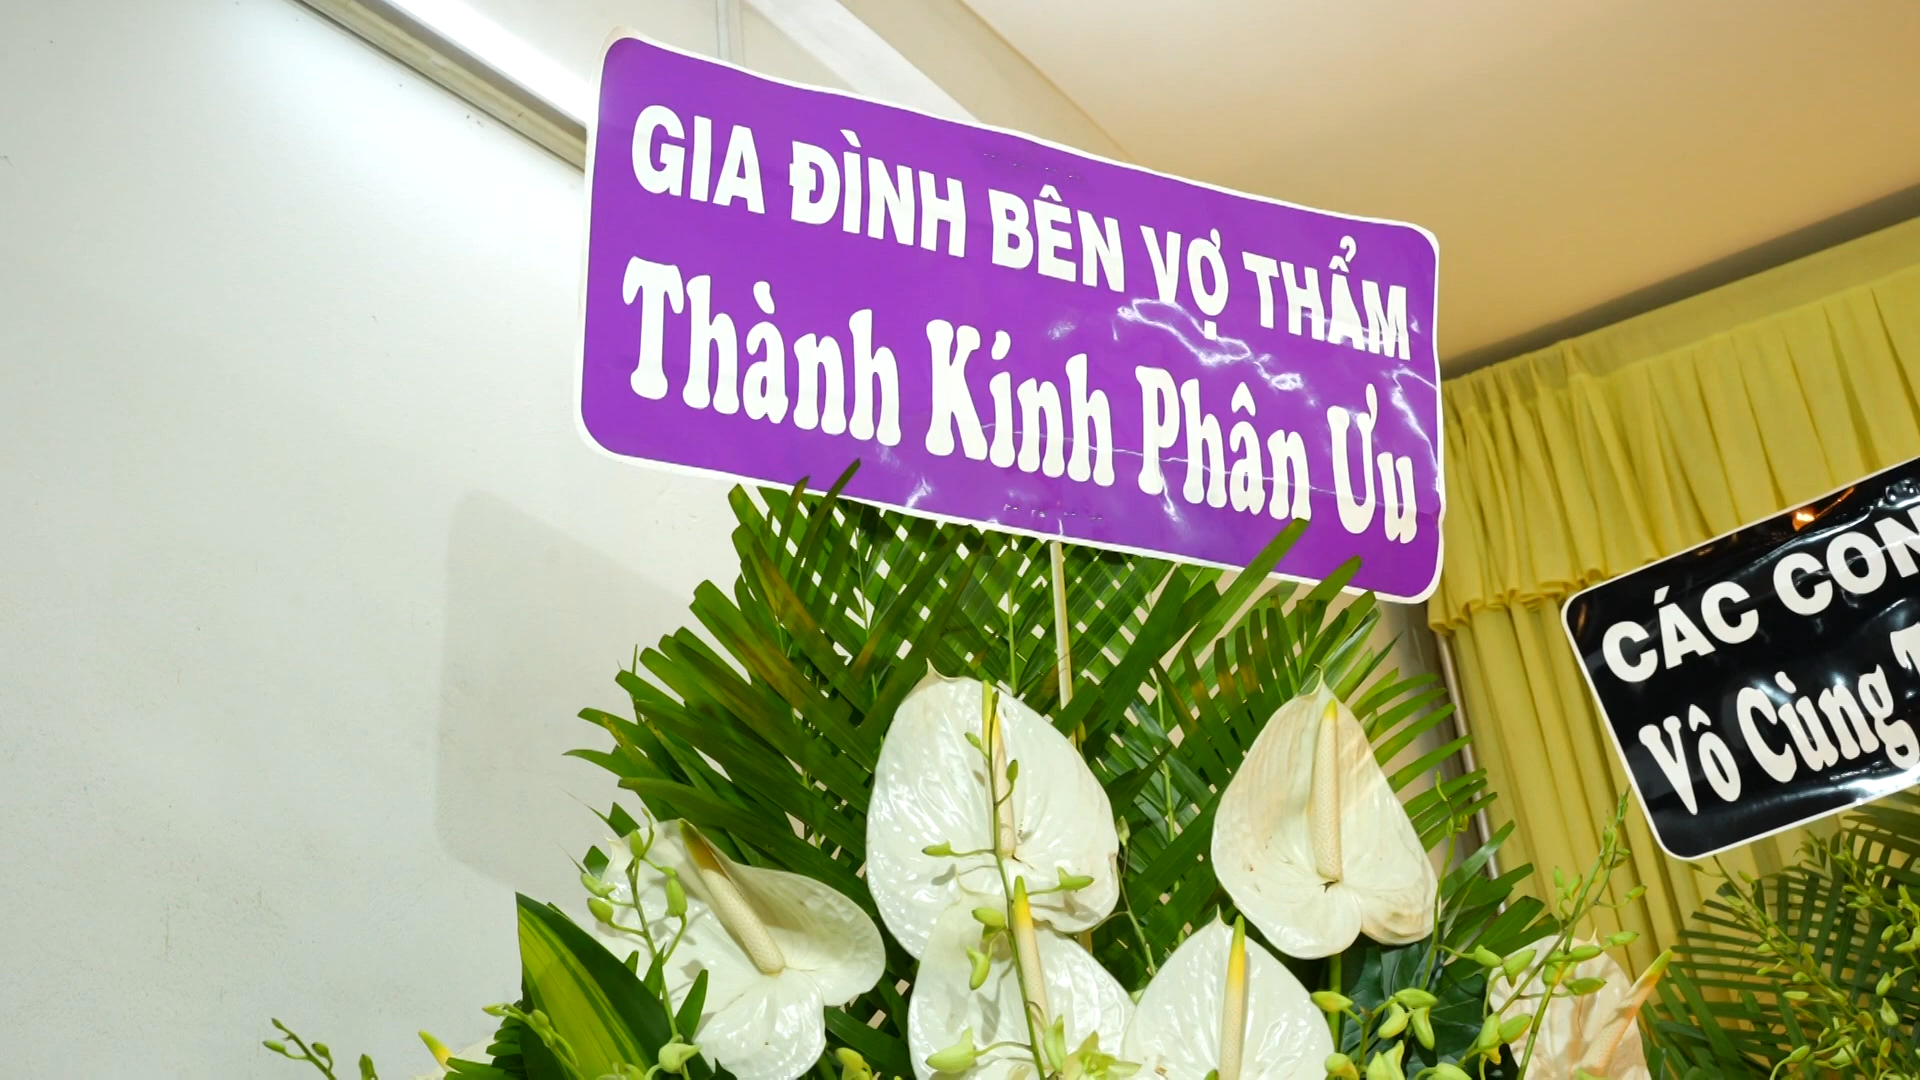 GIA ĐÌNH BÊN VỢ THẨM
Thành Kính Phân Ưu
CÁC CON
Vô Cùng